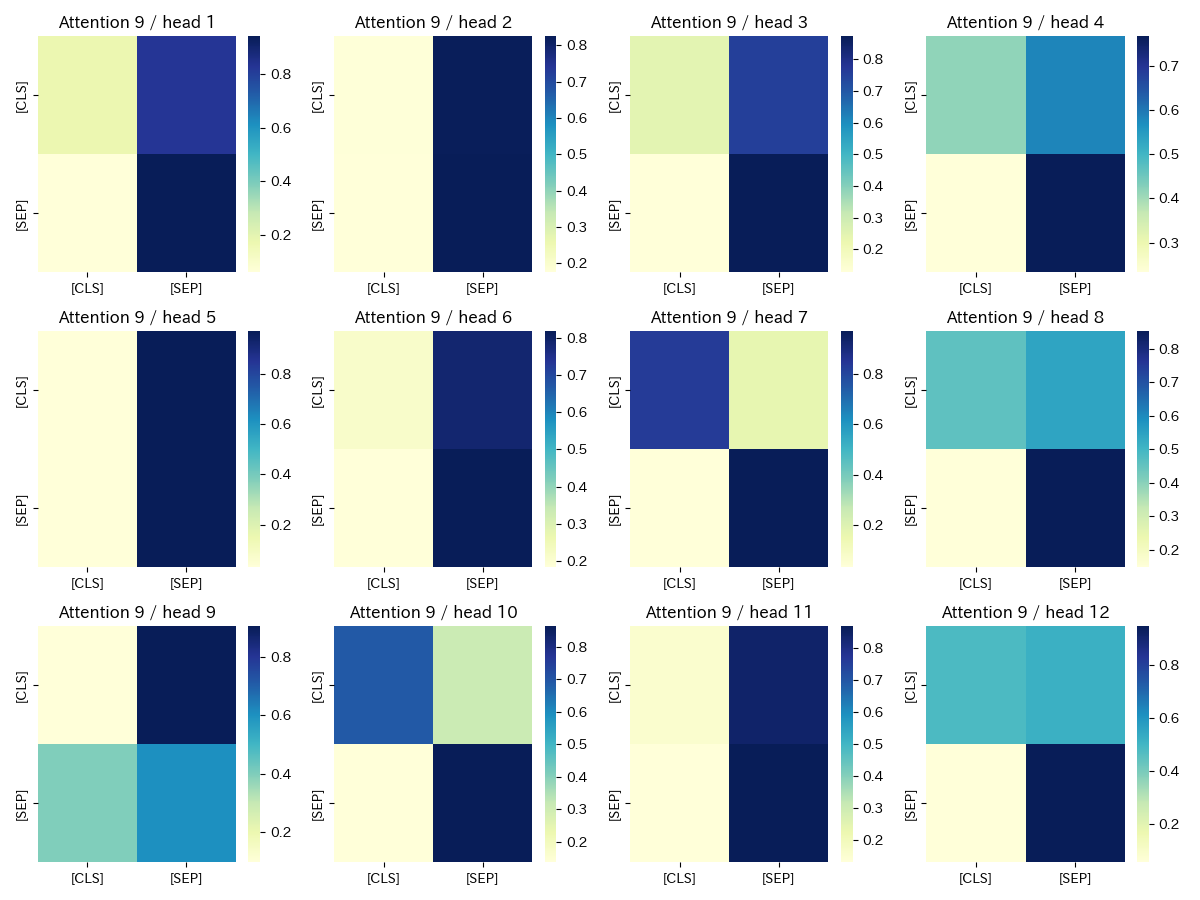 Attention 9 / head 1
[CLS]
[SEP]
[CLS] [SEP]
0.8
0.6
0.4
0.2
Attention 9 / head 2
[CLS]
[SEP]
[CLS] [SEP]
0.8
0.7
0.6
0.5
0.4
0.3
0.2
Attention 9 / head 3
[CLS]
[SEP]
[CLS] [SEP]
0.8
0.7
0.6
0.5
0.4
0.3
0.2
Attention 9 / head 4
[CLS]
[SEP]
[CLS] [SEP]
0.7
0.6
0.5
0.4
0.3
Attention 9 / head 5
[CLS]
[SEP]
[CLS] [SEP]
0.8
0.6
0.4
0.2
Attention 9 / head 6
[CLS]
[SEP]
[CLS] [SEP]
0.8
0.7
0.6
0.5
0.4
0.3
0.2
Attention 9 / head 7
[CLS]
[SEP]
[CLS] [SEP]
0.8
0.6
0.4
0.2
Attention 9 / head 8
[CLS]
[SEP]
[CLS] [SEP]
0.8
0.7
0.6
0.5
0.4
0.3
0.2
Attention 9 / head 9
[CLS]
[SEP]
[CLS] [SEP]
0.8
0.6
0.4
0.2
Attention 9 / head 10
[CLS]
[SEP]
[CLS] [SEP]
0.8
0.7
0.6
0.5
0.4
0.3
0.2
Attention 9 / head 11
[CLS]
[SEP]
[CLS] [SEP]
0.8
0.7
0.6
0.5
0.4
0.3
0.2
Attention 9 / head 12
[CLS]
[SEP]
[CLS] [SEP]
0.8
0.6
0.4
0.2